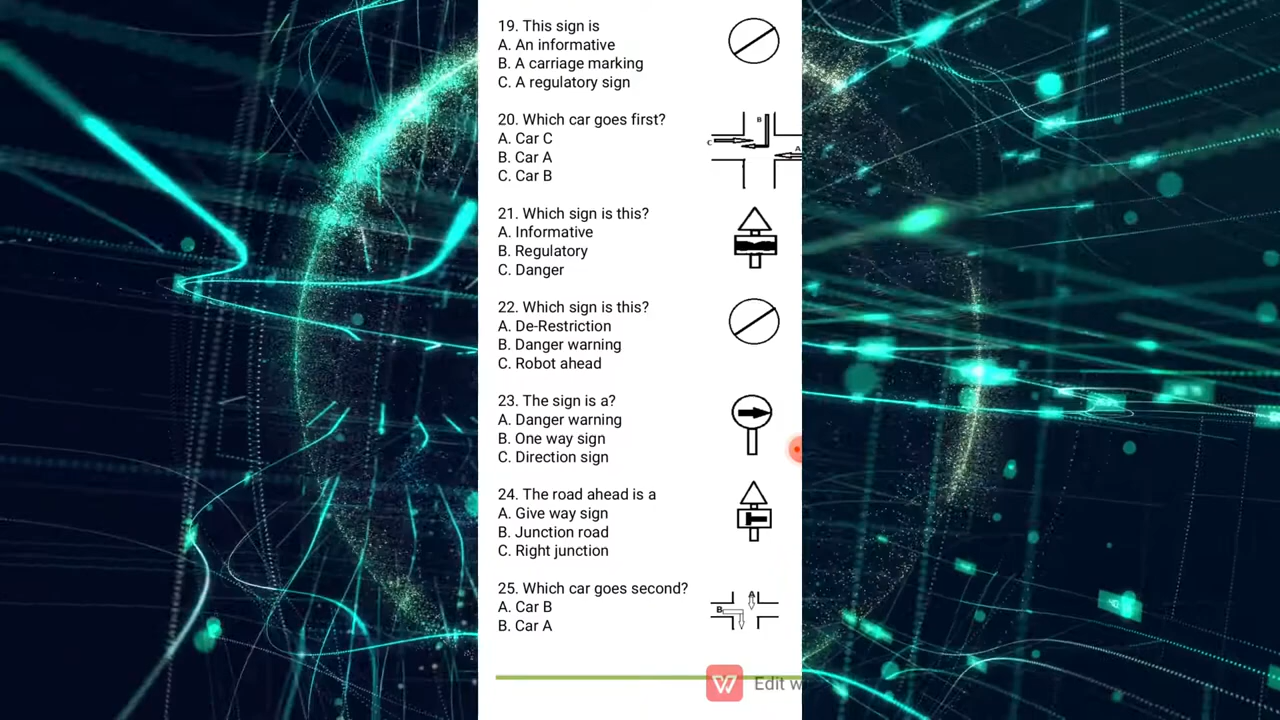 19. This sign is
A. An informative
B. A carriage marking
C. A regulatory sign
20. Which car goes first?
A. Car C
B. Car A
C. Car B
B
C
A
21. Which sign is this?
A. Informative
B. Regulatory
C. Danger
22. Which sign is this?
A. De-Restriction
B. Danger warning
C. Robot ahead
23. The sign is a?
A. Danger warning
B. One way sign
C. Direction sign
24. The road ahead is a
A. Give way sign
B. Junction road
C. Right junction
25. Which car goes second?
A. Car B
B. Car A
A
B
Edit w